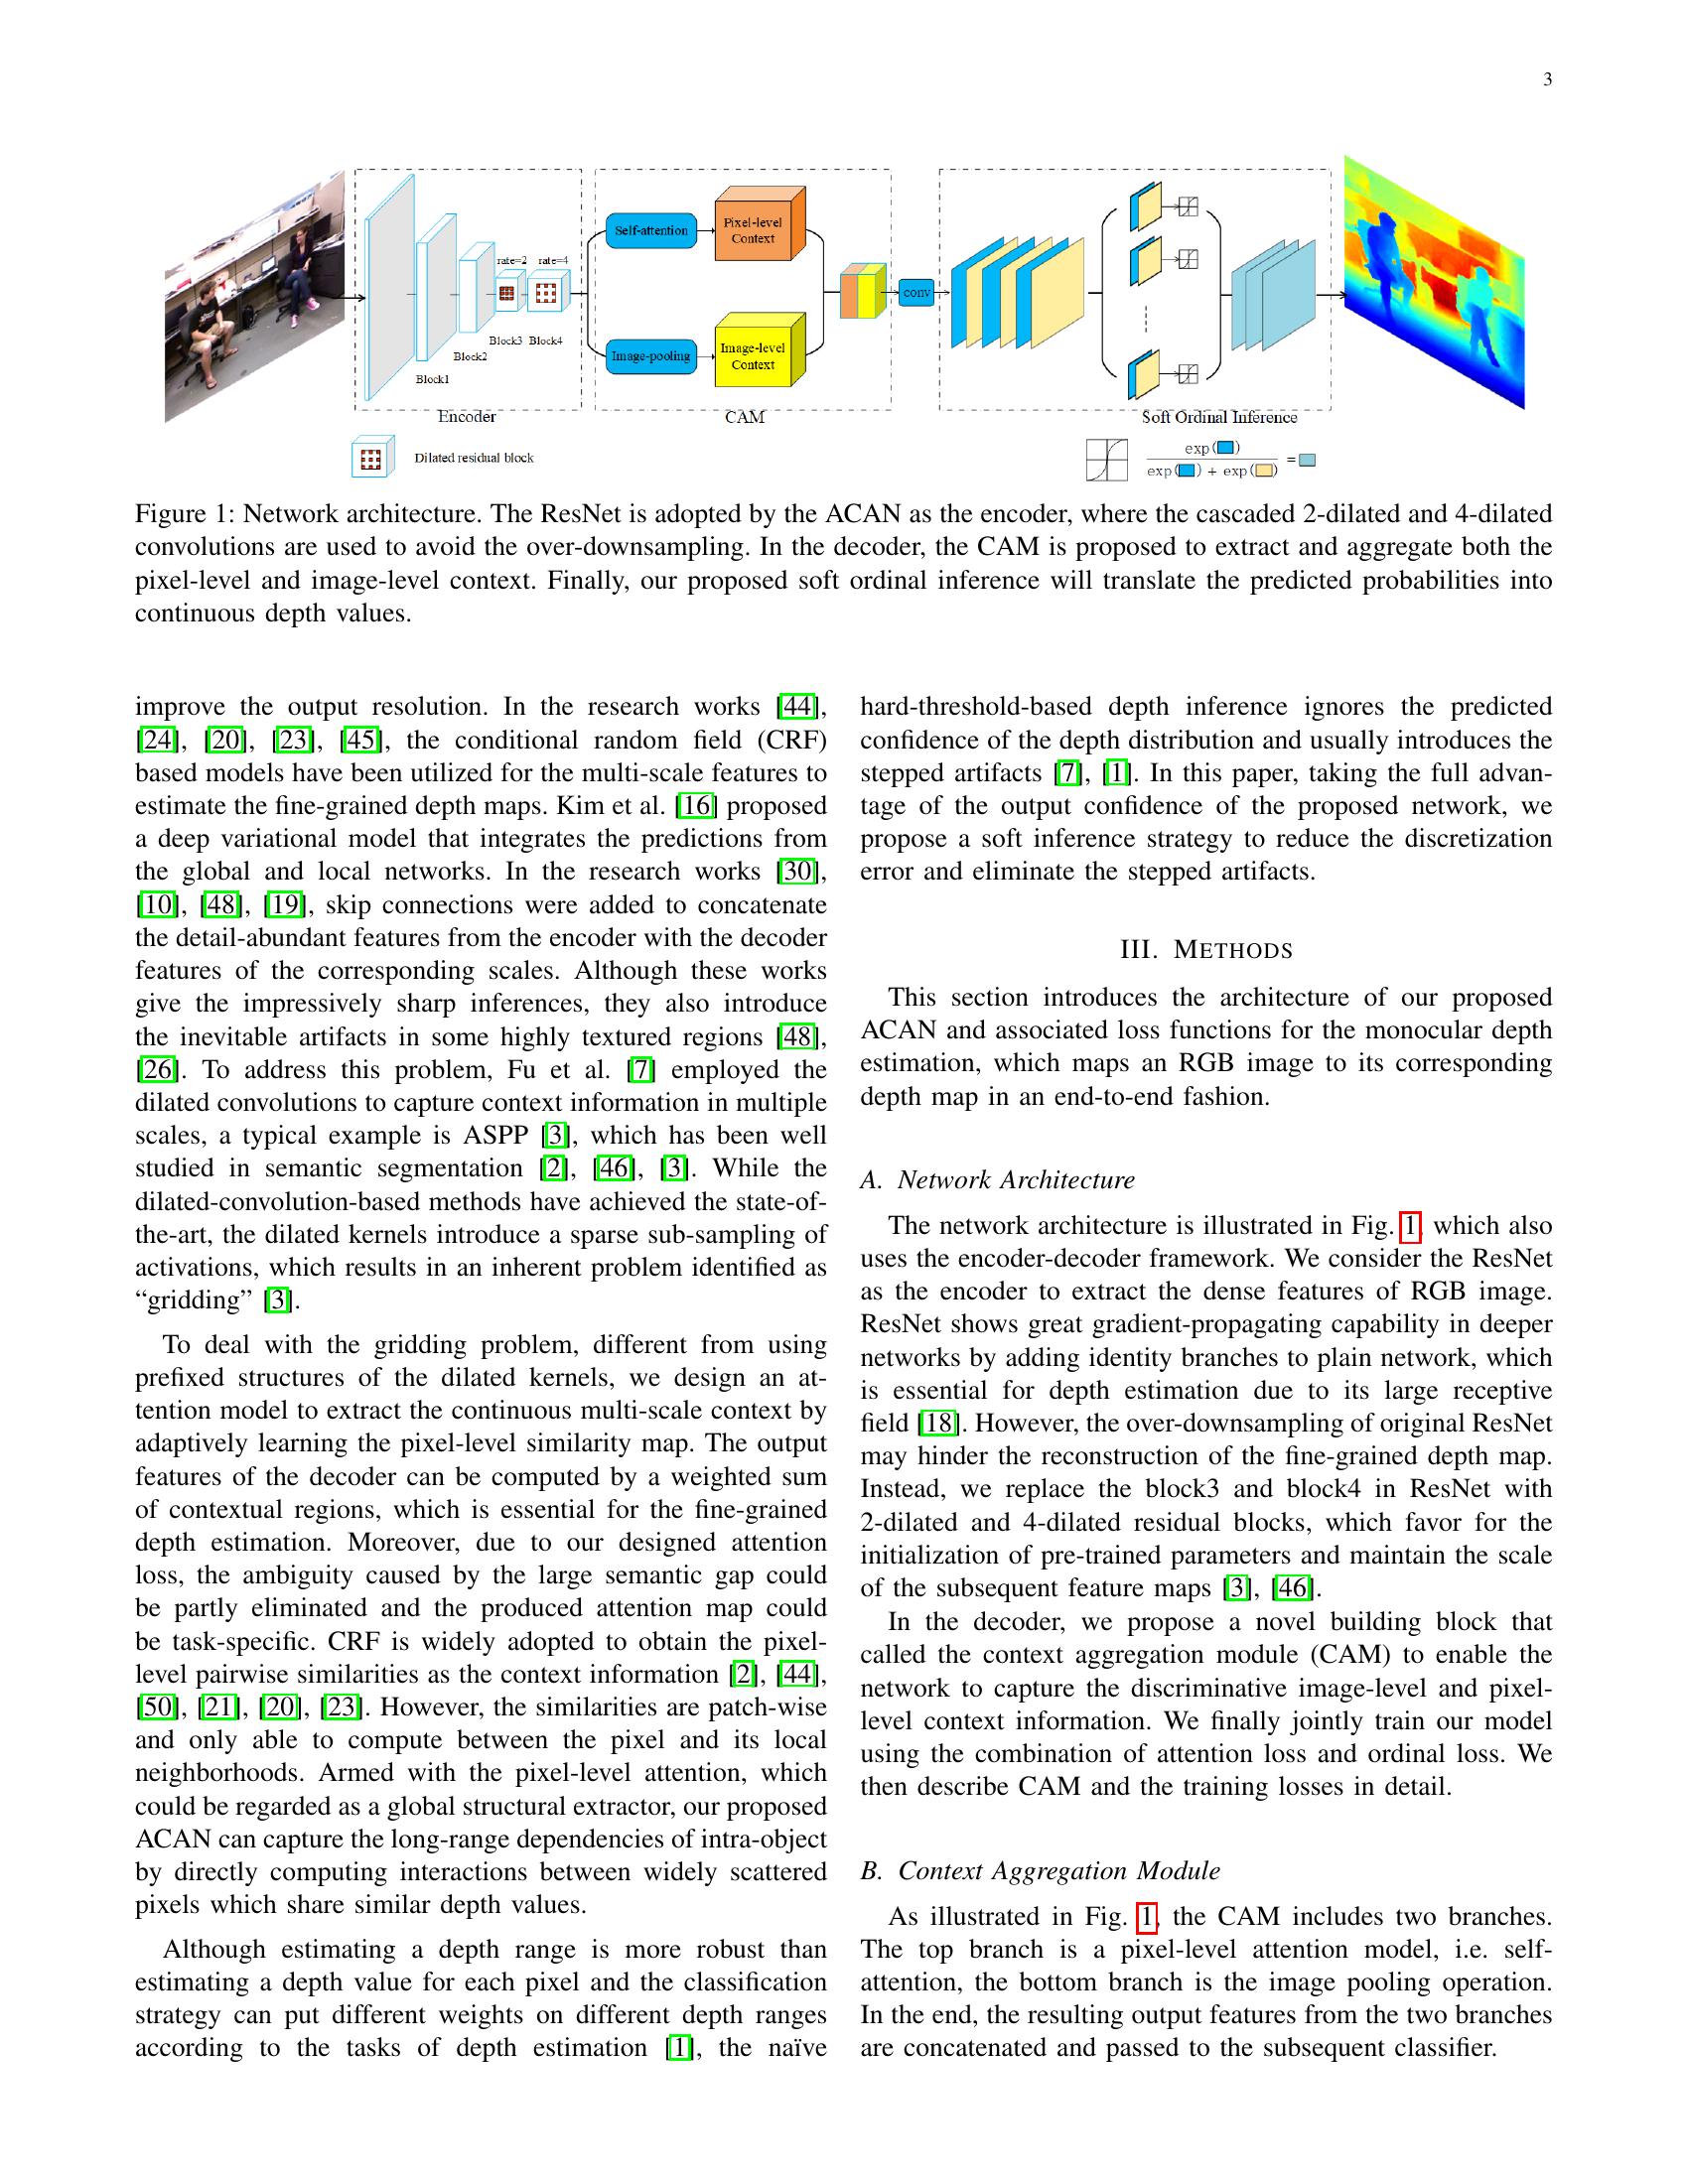 3
rate=2 rate=4
Self-attention
Pixel-level
Context
conv
Image-pooling
Image-level
Context
Block3 Block4
Block2
Block1
Encoder
CAM
Soft Ordinal Inference
Dilated residual block
exp( )
exp( ) + exp( )
=
Figure 1: Network architecture. The ResNet is adopted by the ACAN as the encoder, where the cascaded 2-dilated and 4-dilated
convolutions are used to avoid the over-downsampling. In the decoder, the CAM is proposed to extract and aggregate both the
pixel-level and image-level context. Finally, our proposed soft ordinal inference will translate the predicted probabilities into
continuous depth values.
improve the output resolution. In the research works [44],
[24], [20], [23], [45], the conditional random field (CRF)
based models have been utilized for the multi-scale features to
estimate the fine-grained depth maps. Kim et al. [16] proposed
a deep variational model that integrates the predictions from
the global and local networks. In the research works [30],
[10], [48], [19], skip connections were added to concatenate
the detail-abundant features from the encoder with the decoder
features of the corresponding scales. Although these works
give the impressively sharp inferences, they also introduce
the inevitable artifacts in some highly textured regions [48],
[26]. To address this problem, Fu et al. [7] employed the
dilated convolutions to capture context information in multiple
scales, a typical example is ASPP [3], which has been well
studied in semantic segmentation [2], [46], [3]. While the
dilated-convolution-based methods have achieved the state-of-
the-art, the dilated kernels introduce a sparse sub-sampling of
activations, which results in an inherent problem identified as
“gridding” [3].
To deal with the gridding problem, different from using
prefixed structures of the dilated kernels, we design an at-
tention model to extract the continuous multi-scale context by
adaptively learning the pixel-level similarity map. The output
features of the decoder can be computed by a weighted sum
of contextual regions, which is essential for the fine-grained
depth estimation. Moreover, due to our designed attention
loss, the ambiguity caused by the large semantic gap could
be partly eliminated and the produced attention map could
be task-specific. CRF is widely adopted to obtain the pixel-
level pairwise similarities as the context information [2], [44],
[50], [21], [20], [23]. However, the similarities are patch-wise
and only able to compute between the pixel and its local
neighborhoods. Armed with the pixel-level attention, which
could be regarded as a global structural extractor, our proposed
ACAN can capture the long-range dependencies of intra-object
by directly computing interactions between widely scattered
pixels which share similar depth values.
Although estimating a depth range is more robust than
estimating a depth value for each pixel and the classification
strategy can put different weights on different depth ranges
according to the tasks of depth estimation [1], the naïve
hard-threshold-based depth inference ignores the predicted
confidence of the depth distribution and usually introduces the
stepped artifacts [7], [1]. In this paper, taking the full advan-
tage of the output confidence of the proposed network, we
propose a soft inference strategy to reduce the discretization
error and eliminate the stepped artifacts.
III. METHODS
This section introduces the architecture of our proposed
ACAN and associated loss functions for the monocular depth
estimation, which maps an RGB image to its corresponding
depth map in an end-to-end fashion.
A. Network Architecture
The network architecture is illustrated in Fig. 1, which also
uses the encoder-decoder framework. We consider the ResNet
as the encoder to extract the dense features of RGB image.
ResNet shows great gradient-propagating capability in deeper
networks by adding identity branches to plain network, which
is essential for depth estimation due to its large receptive
field [18]. However, the over-downsampling of original ResNet
may hinder the reconstruction of the fine-grained depth map.
Instead, we replace the block3 and block4 in ResNet with
2-dilated and 4-dilated residual blocks, which favor for the
initialization of pre-trained parameters and maintain the scale
of the subsequent feature maps [3], [46].
In the decoder, we propose a novel building block that
called the context aggregation module (CAM) to enable the
network to capture the discriminative image-level and pixel-
level context information. We finally jointly train our model
using the combination of attention loss and ordinal loss. We
then describe CAM and the training losses in detail.
B. Context Aggregation Module
As illustrated in Fig. 1, the CAM includes two branches.
The top branch is a pixel-level attention model, i.e. self-
attention, the bottom branch is the image pooling operation.
In the end, the resulting output features from the two branches
are concatenated and passed to the subsequent classifier.